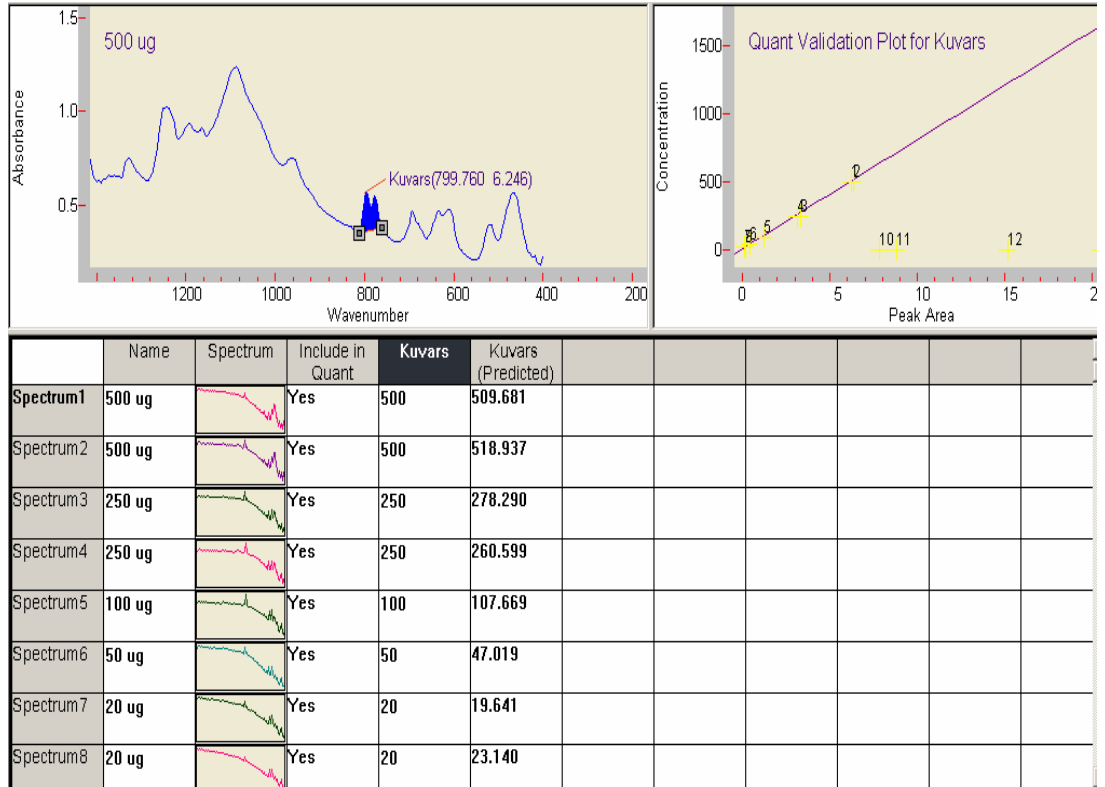 500 ug
1.5
1.0
0.5
Absorbance
Kuvars(799.760 6.246)
1200 1000 800 600 400 200
Wavenumber
Quant Validation Plot for Kuvars
1500
1000
500
0
Concentration
5
6
10 11
12
0 5 10 15 2
Peak Area
Name Spectrum Include in Quant Kuvars Kuvars (Predicted)
Spectrum1 500 ug Yes 500 509.681
Spectrum2 500 ug Yes 500 518.937
Spectrum3 250 ug Yes 250 278.290
Spectrum4 250 ug Yes 250 260.599
Spectrum5 100 ug Yes 100 107.669
Spectrum6 50 ug Yes 50 47.019
Spectrum7 20 ug Yes 20 19.641
Spectrum8 20 ug Yes 20 23.140